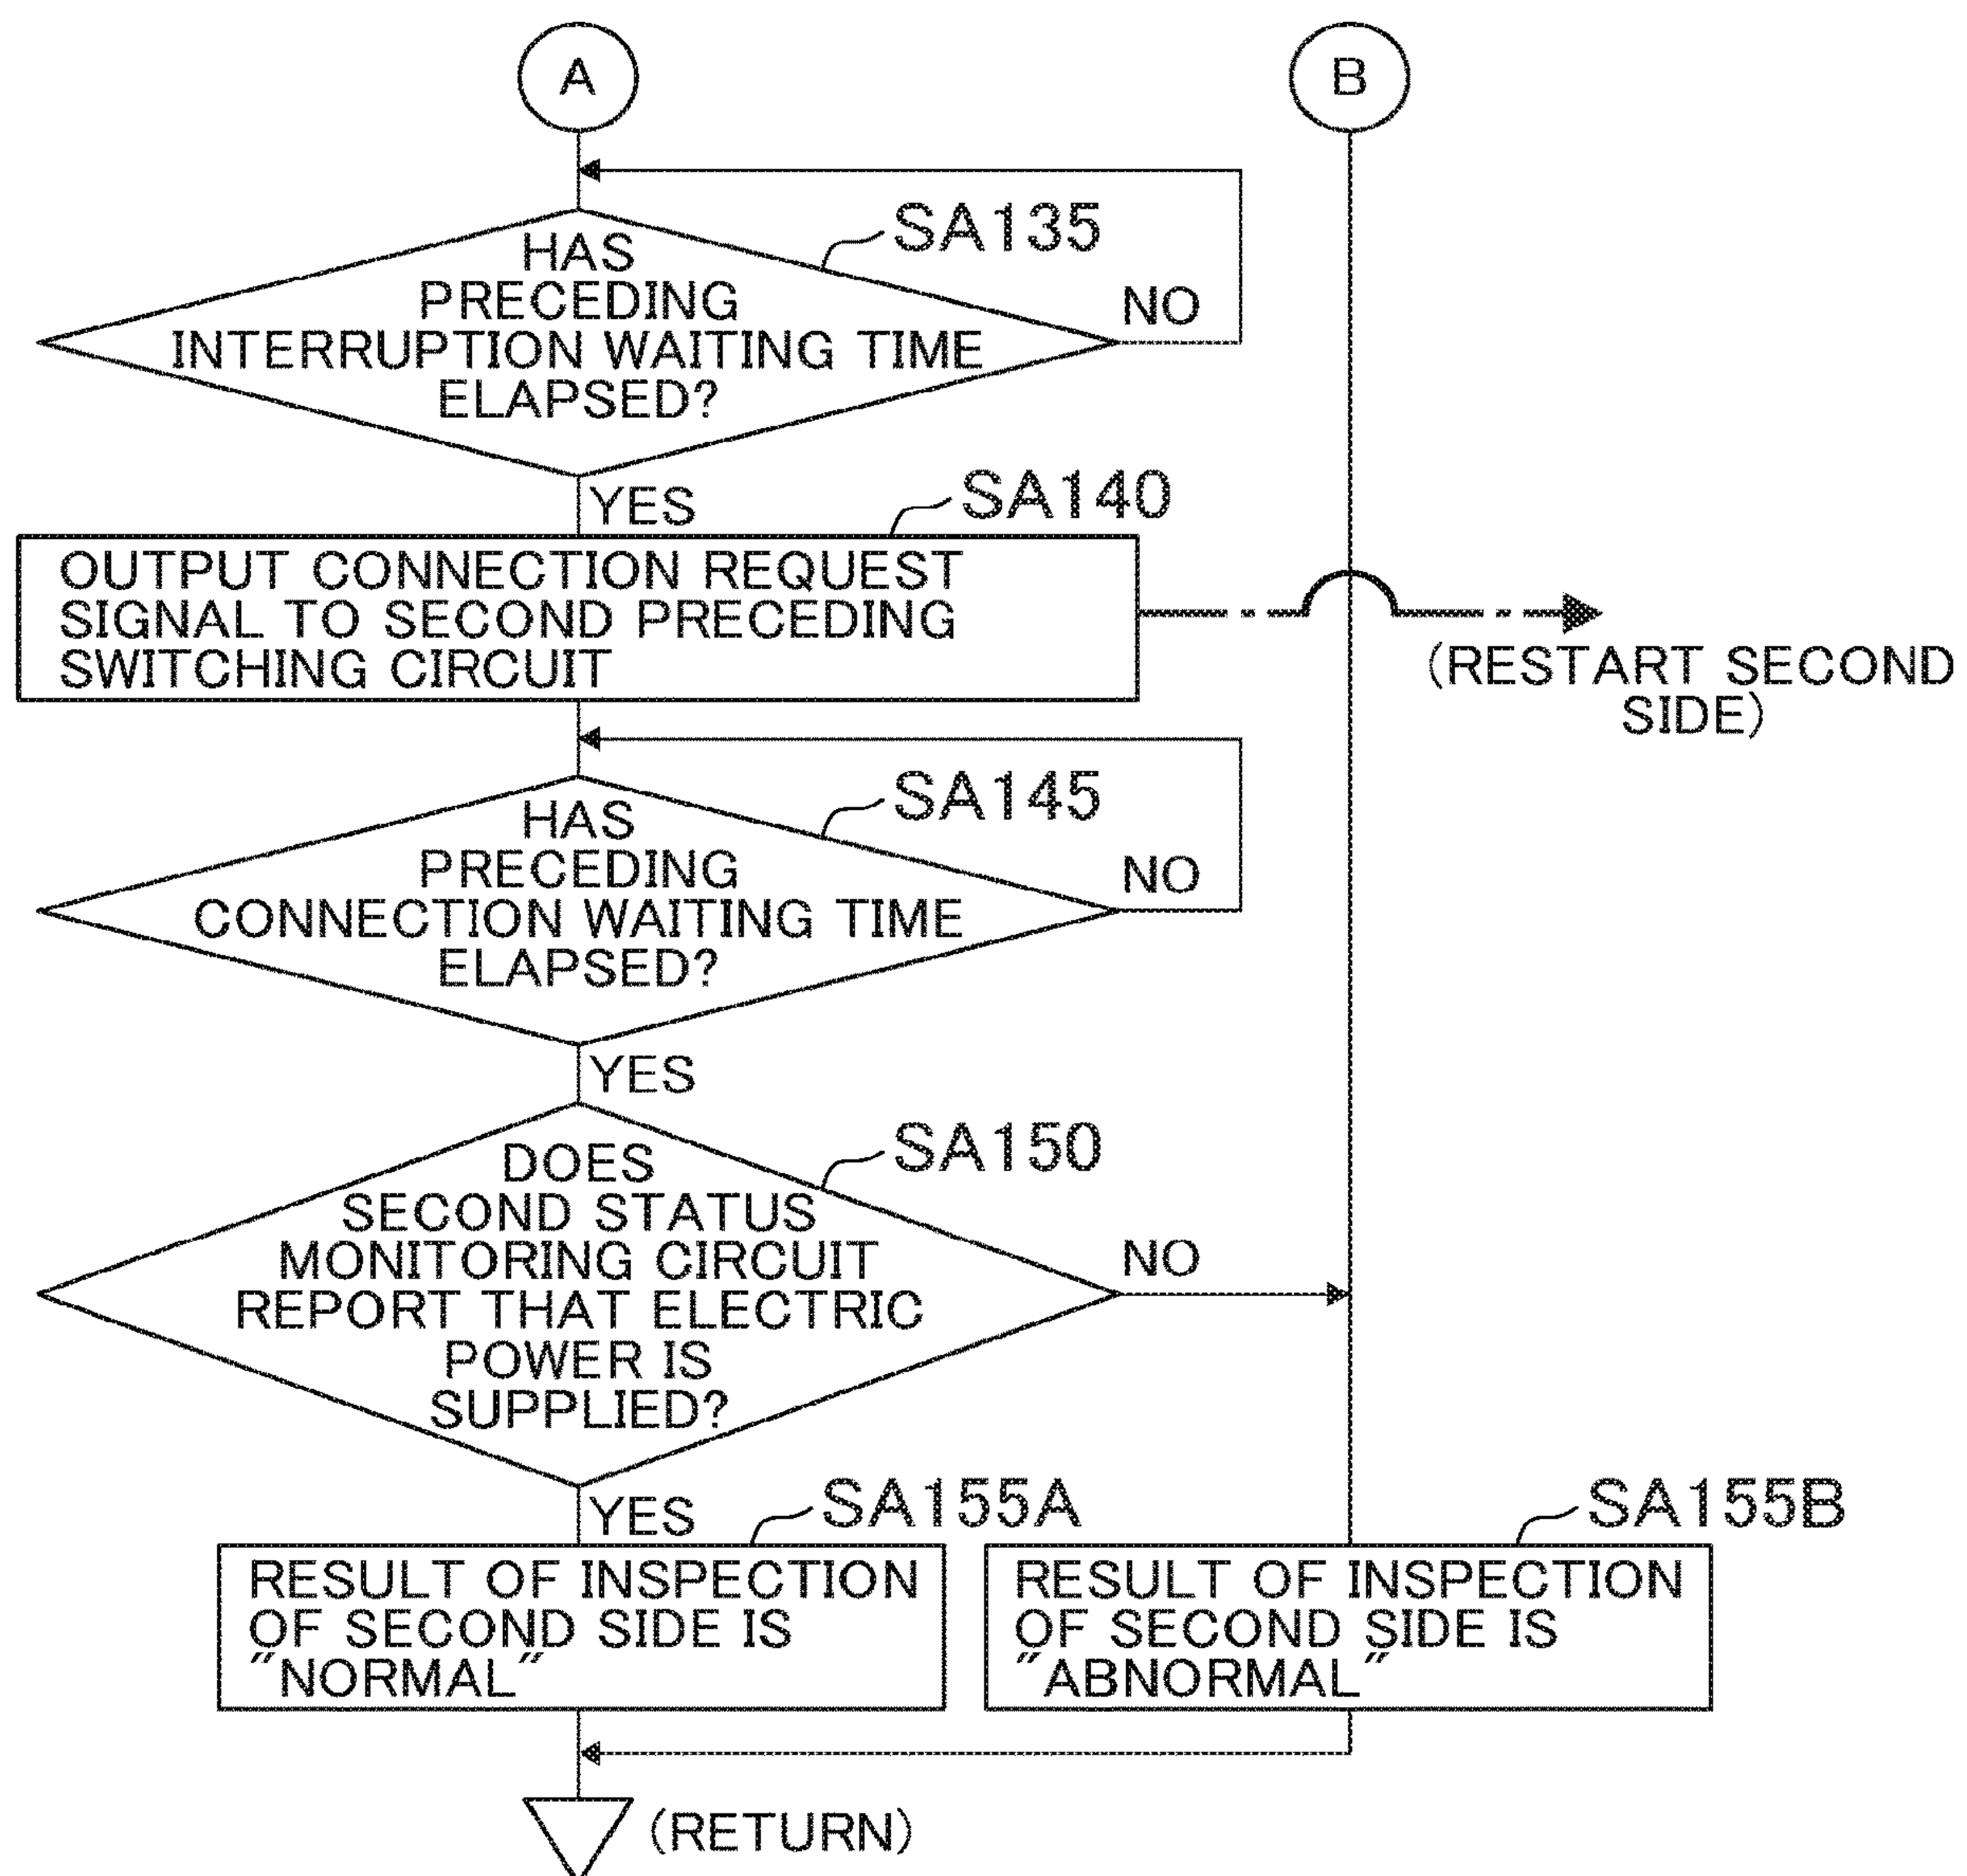 A
B
SA135
HAS
PRECEDING
INTERRUPTION WAITING TIME
ELAPSED?
NO
YES
SA140
OUTPUT CONNECTION REQUEST
SIGNAL TO SECOND PRECEDING
SWITCHING CIRCUIT
(RESTART SECOND
SIDE)
SA145
HAS
PRECEDING
CONNECTION WAITING TIME
ELAPSED?
NO
YES
SA150
DOES
SECOND STATUS
MONITORING CIRCUIT
REPORT THAT ELECTRIC
POWER IS
SUPPLIED?
NO
YES
SA155A
RESULT OF INSPECTION
OF SECOND SIDE IS
"NORMAL"
SA155B
RESULT OF INSPECTION
OF SECOND SIDE IS
"ABNORMAL"
(RETURN)